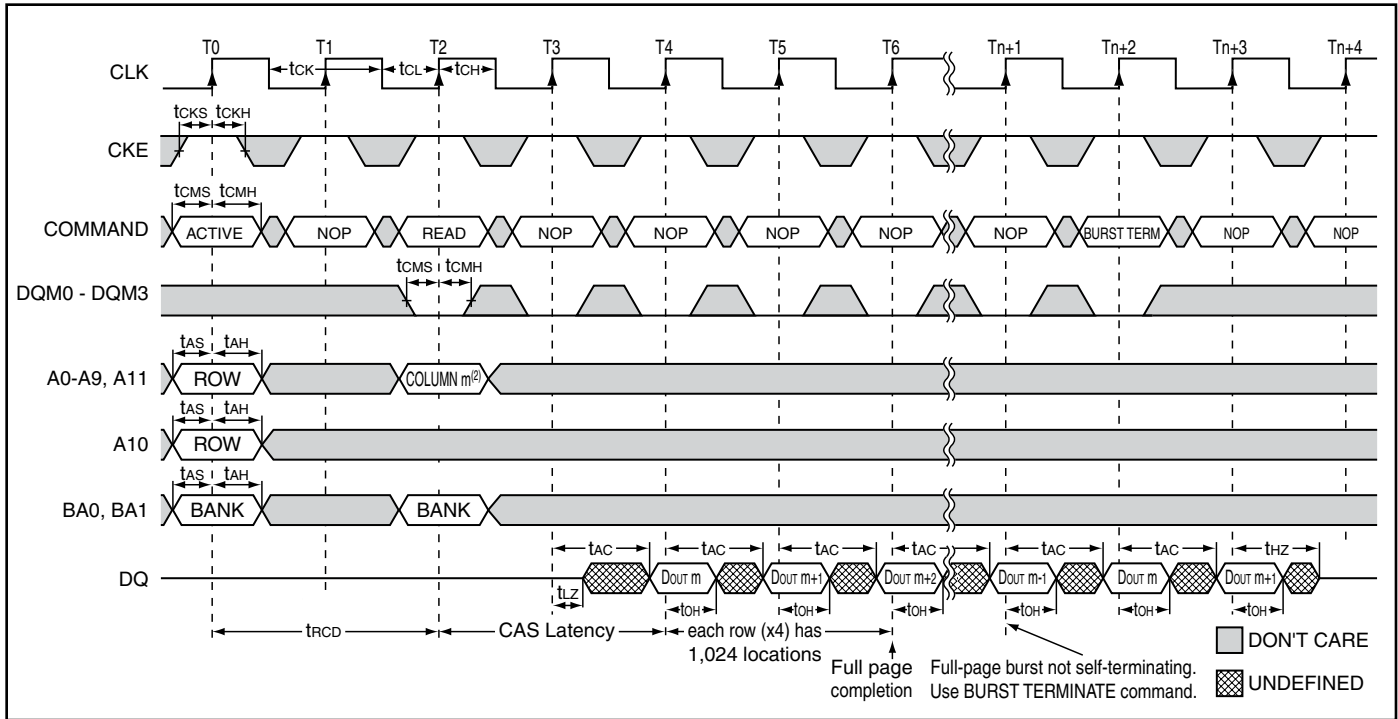 T0 T1 T2 T3 T4 T5 T6 Tn+1 Tn+2 Tn+3 Tn+4
CLK tCK tCL tCH
tCKS tCKH
CKE
tCMS tCMH
COMMAND ACTIVE NOP READ NOP NOP NOP NOP NOP BURST TERM NOP NOP
tCMS tCMH
DQM0 - DQM3
tAS tAH
A0-A9, A11 ROW COLUMN m(2)
tAS tAH
A10 ROW
tAS tAH
BA0, BA1 BANK BANK
tAC tAC tAC tAC tAC tAC tHZ
DQ DOUT m DOUT m+1 DOUT m+2 DOUT m-1 DOUT m DOUT m+1
tLZ tOH tOH tOH tOH tOH tOH
tRCD CAS Latency each row (x4) has
1,024 locations
Full page
completion
Full-page burst not self-terminating.
Use BURST TERMINATE command.
DON'T CARE
UNDEFINED